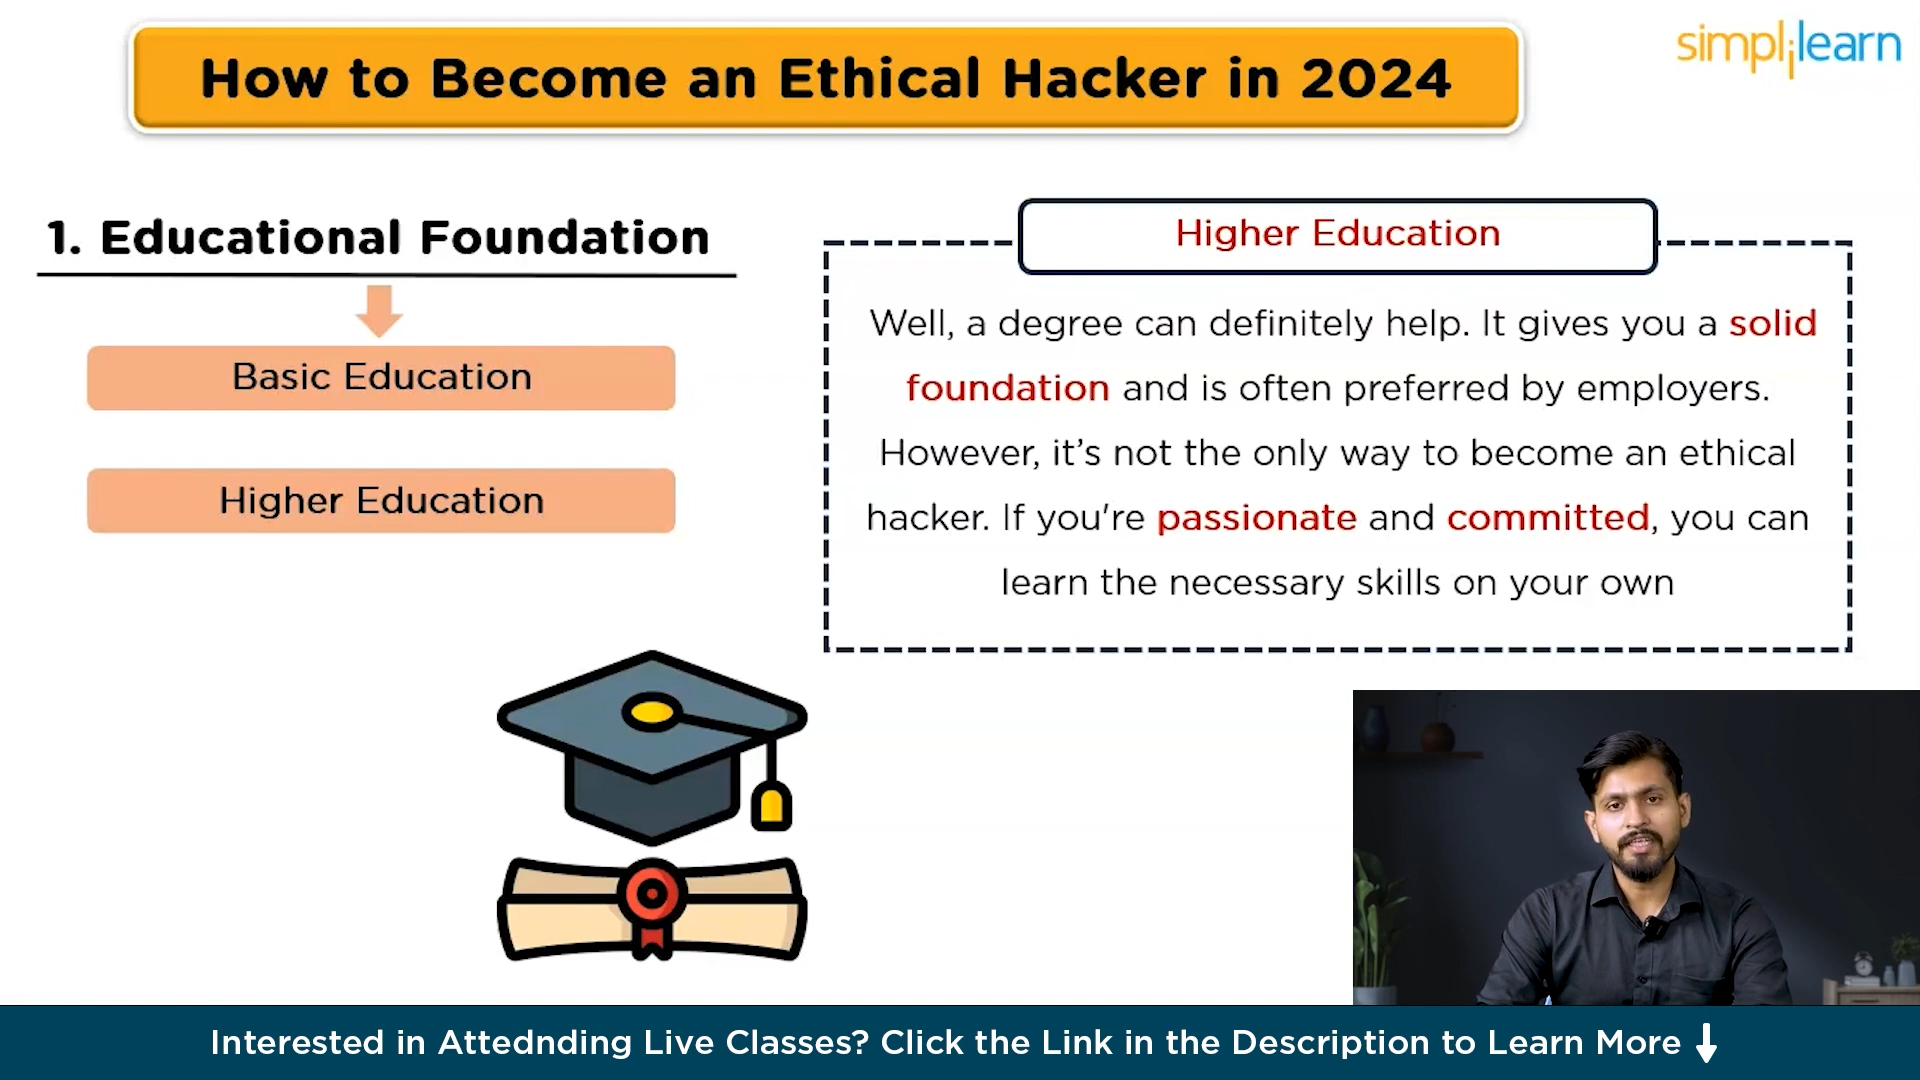 How to Become an Ethical Hacker in 2024
simplilearn
1. Educational Foundation
Basic Education
Higher Education
Higher Education
Well, a degree can definitely help. It gives you a solid
foundation and is often preferred by employers.
However, it’s not the only way to become an ethical
hacker. If you're passionate and committed, you can
learn the necessary skills on your own
Interested in Attednding Live Classes? Click the Link in the Description to Learn More